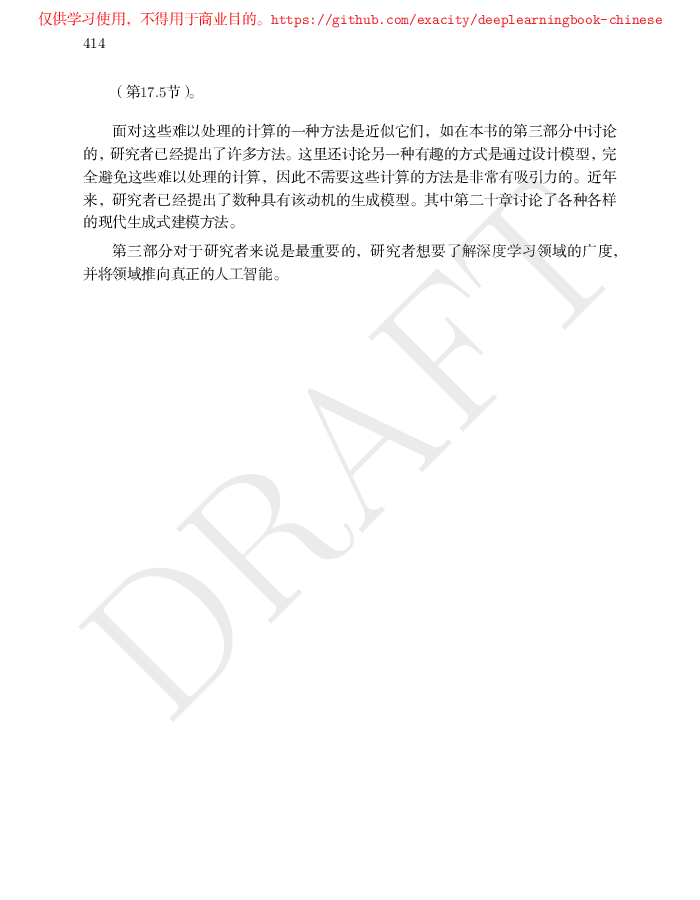 仅供学习使用，不得用于商业目的。https://github.com/exacity/deeplearningbook-chinese
414
（第17.5节）。
面对这些难以处理的计算的一种方法是近似它们，如在本书的第三部分中讨论
的，研究者已经提出了许多方法。这里还讨论另一种有趣的方式是通过设计模型，完
全避免这些难以处理的计算，因此不需要这些计算的方法是非常有吸引力的。近年
来，研究者已经提出了数种具有该动机的生成模型。其中第二十章讨论了各种各样
的现代生成式建模方法。
第三部分对于研究者来说是最重要的，研究者想要了解深度学习领域的广度，
并将领域推向真正的人工智能。
DRAFT